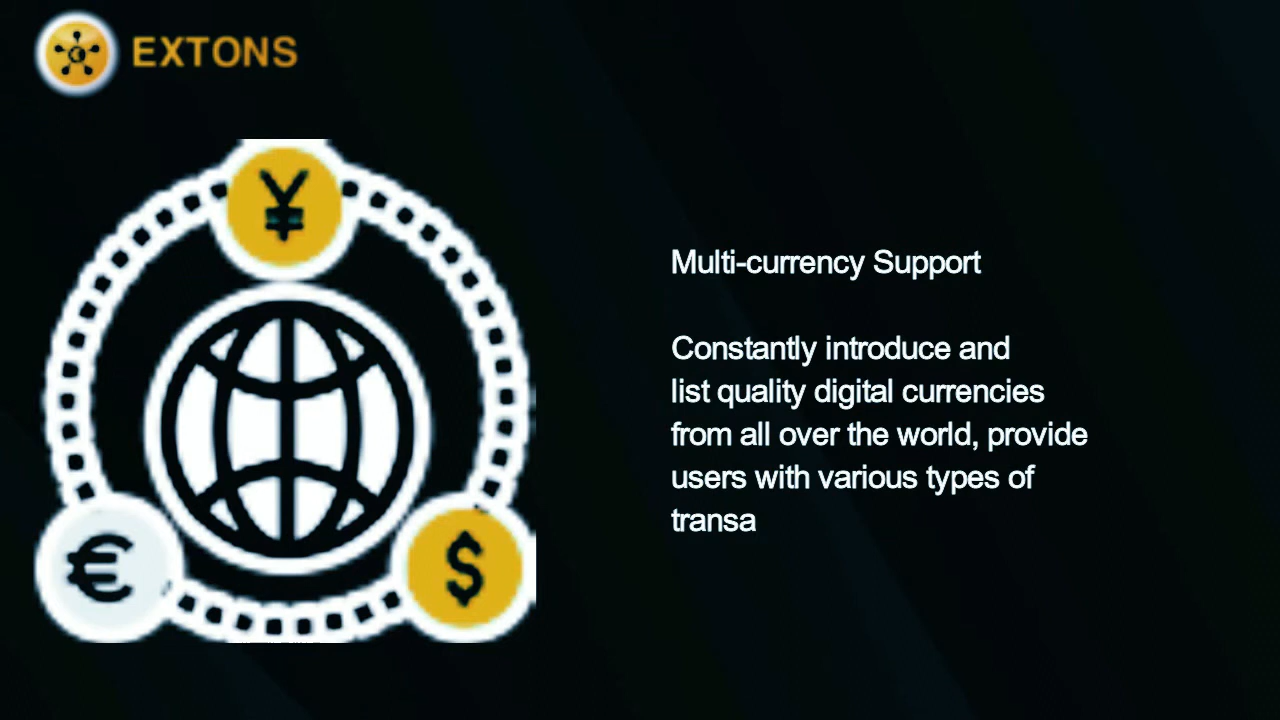 EXTONS
¥
Multi-currency Support
Constantly introduce and
list quality digital currencies
from all over the world, provide
users with various types of
transa
€
$